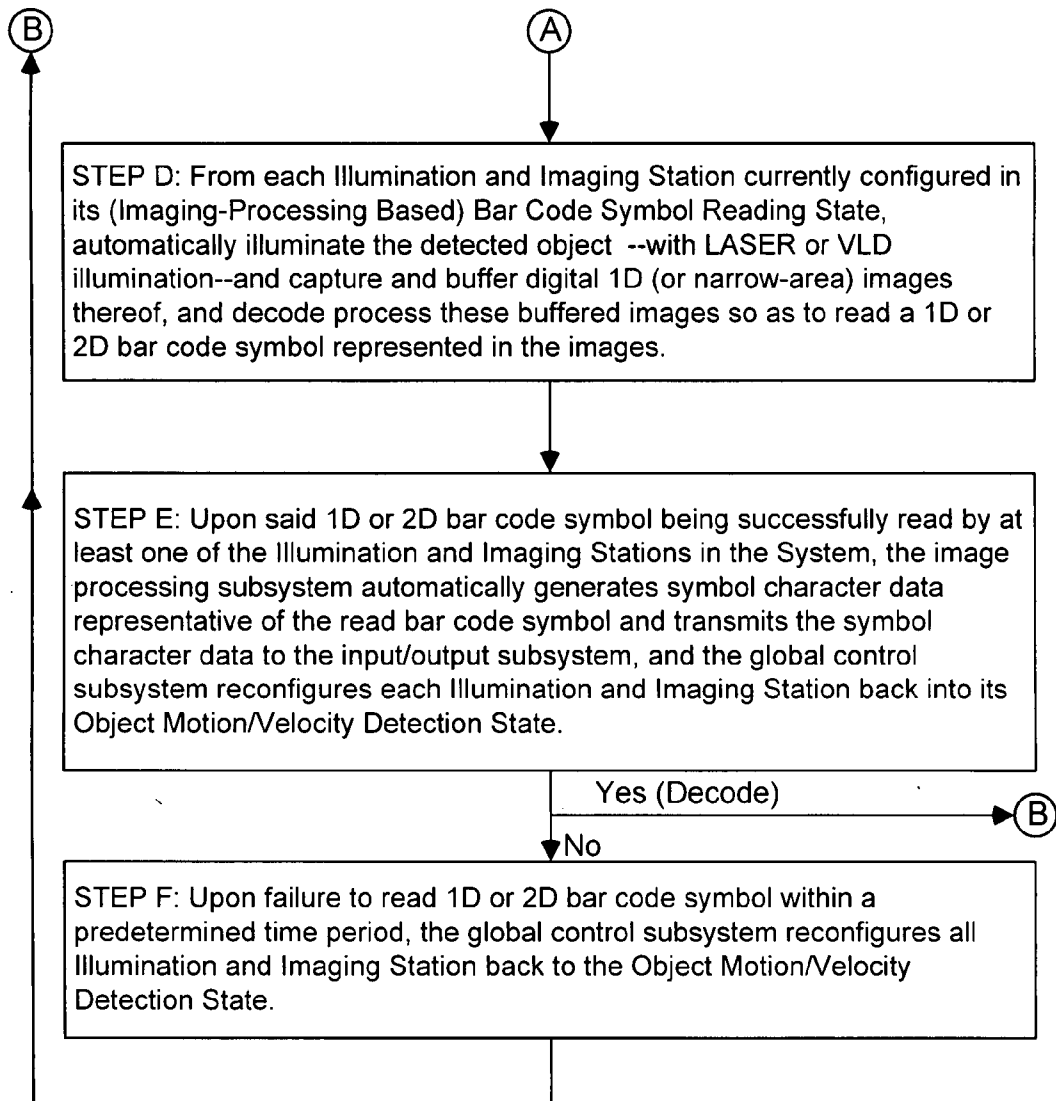 B
A
STEP D: From each Illumination and Imaging Station currently configured in
its (Imaging-Processing Based) Bar Code Symbol Reading State,
automatically illuminate the detected object --with LASER or VLD
illumination--and capture and buffer digital 1D (or narrow-area) images
thereof, and decode process these buffered images so as to read a 1D or
2D bar code symbol represented in the images.
STEP E: Upon said 1D or 2D bar code symbol being successfully read by at
least one of the Illumination and Imaging Stations in the System, the image
processing subsystem automatically generates symbol character data
representative of the read bar code symbol and transmits the symbol
character data to the input/output subsystem, and the global control
subsystem reconfigures each Illumination and Imaging Station back into its
Object Motion/Velocity Detection State.
Yes (Decode)
B
No
STEP F: Upon failure to read 1D or 2D bar code symbol within a
predetermined time period, the global control subsystem reconfigures all
Illumination and Imaging Station back to the Object Motion/Velocity
Detection State.